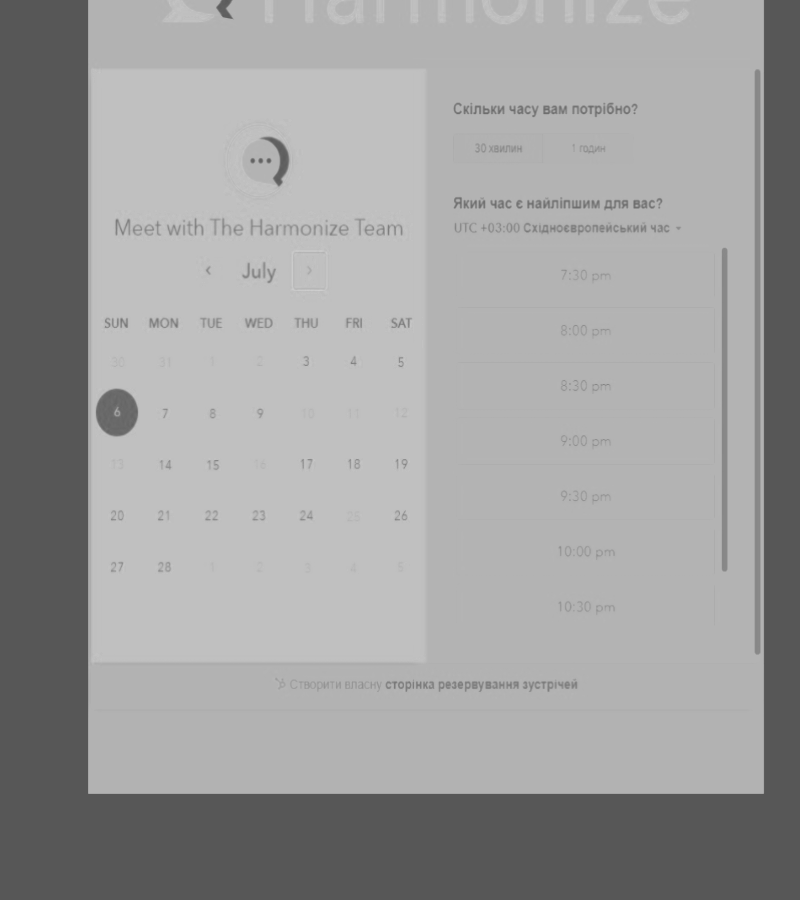 Harmonize
Meet with The Harmonize Team
July
SUN MON TUE WED THU FRI SAT
30 31 1 2 3 4 5
6 7 8 9 10 11 12
13 14 15 16 17 18 19
20 21 22 23 24 25 26
27 28 1 2 3 4 5
Скільки часу вам потрібно?
30 хвилин 1 годин
Який час є найліпшим для вас?
UTC +03:00 Східноєвропейський час
7:30 pm
8:00 pm
8:30 pm
9:00 pm
9:30 pm
10:00 pm
10:30 pm
Створити власну сторінка резервування зустрічей